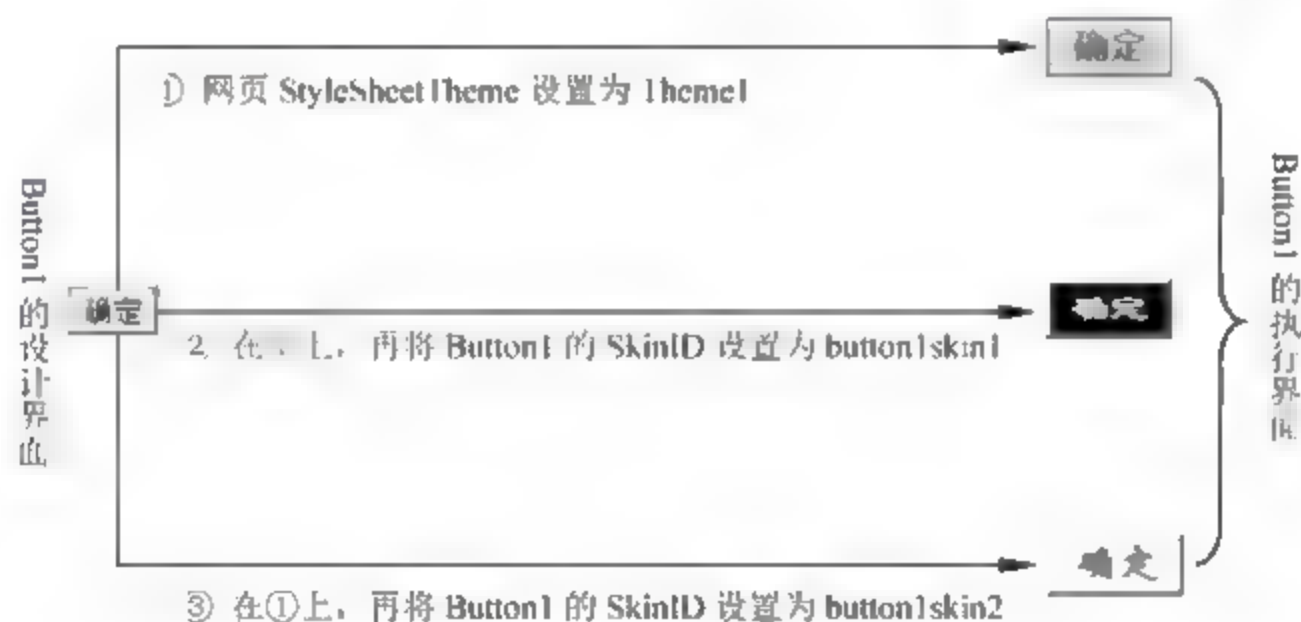 确定
① 网页 StyleSheetTheme 设置为 Theme1
Button1 的设计界面
确定
确定
② 在①上，再将 Button1 的 SkinID 设置为 button1skin1
Button1 的执行界面
确定
③ 在①上，再将 Button1 的 SkinID 设置为 button1skin2